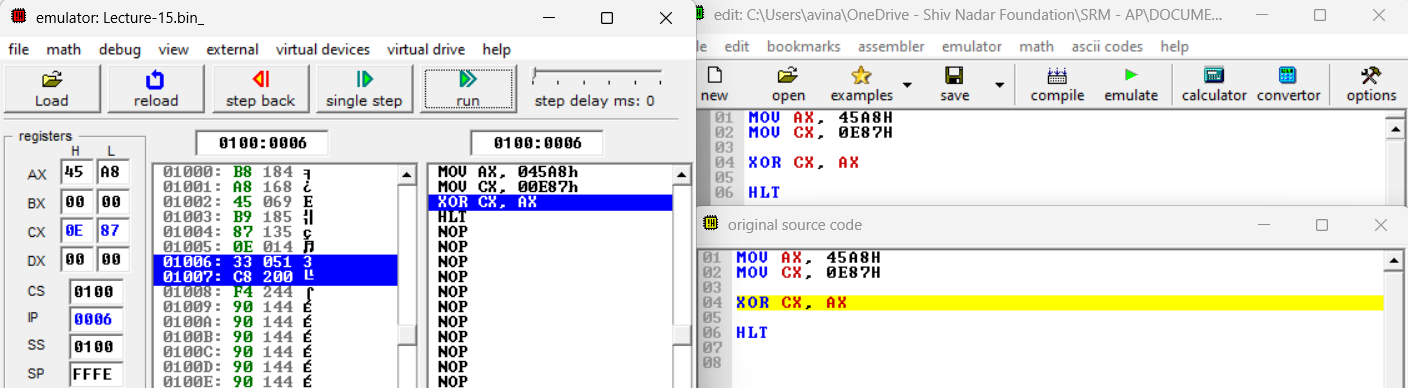 emulator: Lecture-15.bin_
file math debug view external virtual devices virtual drive help
Load reload step back single step run step delay ms: 0
registers
H L
AX 45 A8
BX 00 00
CX 0E 87
DX 00 00
CS 0100
IP 0006
SS 0100
SP FFFE
0100:0006
01000: B8 184 ╕
01001: A8 168 ¿
01002: 45 069 E
01003: B9 185 ╣
01004: 87 135 ç
01005: 0E 014 ♫
01006: 33 051 3
01007: C8 200 ╚
01008: F4 244 ⌠
01009: 90 144 É
0100A: 90 144 É
0100B: 90 144 É
0100C: 90 144 É
0100D: 90 144 É
0100E: 90 144 É
0100:0006
MOV AX, 045A8h
MOV CX, 00E87h
XOR CX, AX
HLT
NOP
NOP
NOP
NOP
NOP
NOP
NOP
NOP
NOP
NOP
NOP
edit: C:\Users\avina\OneDrive - Shiv Nadar Foundation\SRM - AP\DOCUME...
le edit bookmarks assembler emulator math ascii codes help
new open examples save compile emulate calculator convertor options
01 MOV AX, 45A8H
02 MOV CX, 0E87H
03
04 XOR CX, AX
05
06 HLT
original source code
01 MOV AX, 45A8H
02 MOV CX, 0E87H
03
04 XOR CX, AX
05
06 HLT
07
08